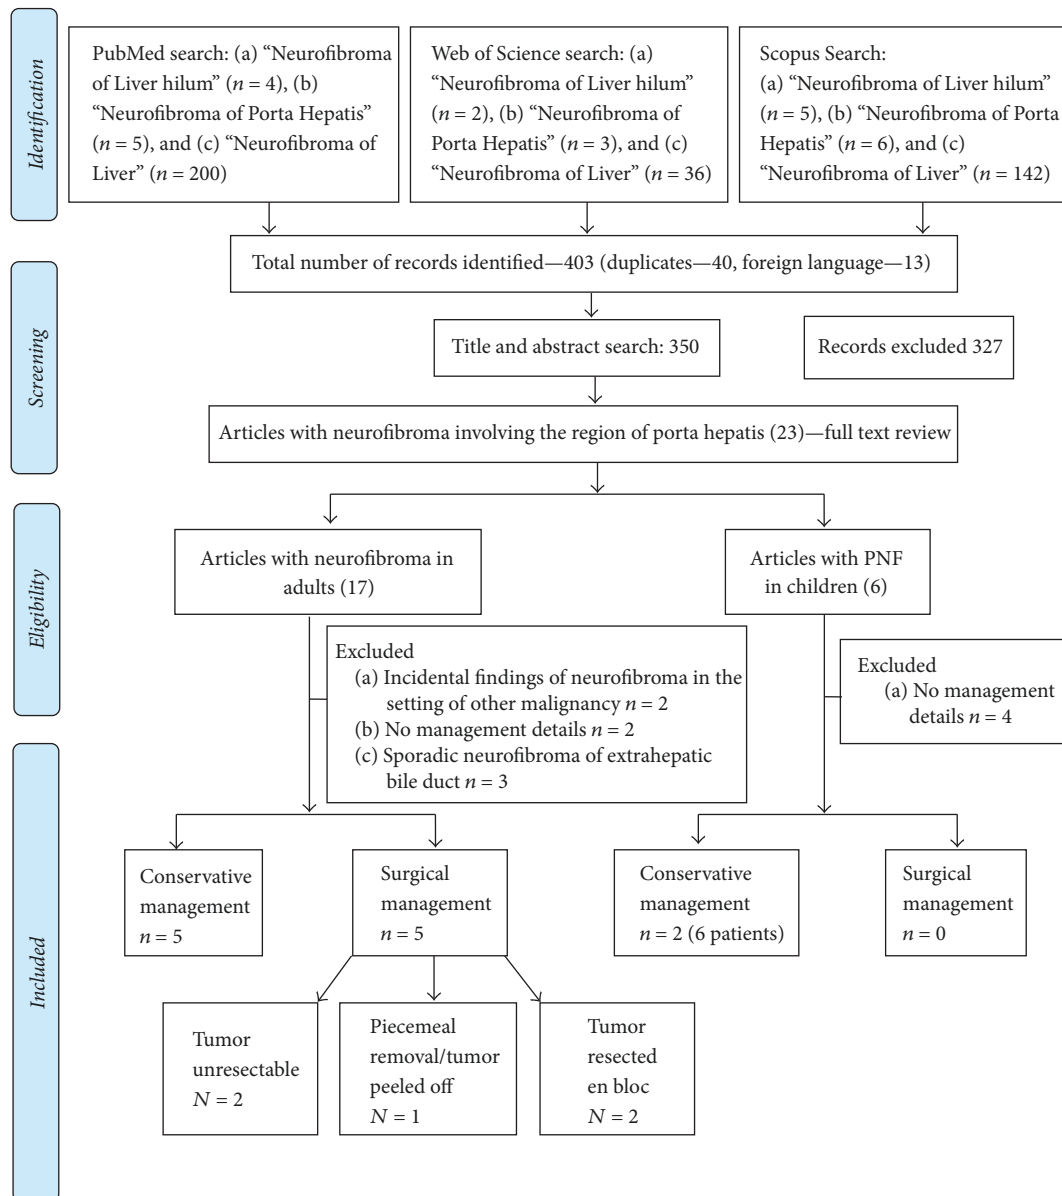 Identification
PubMed search: (a) “Neurofibroma
of Liver hilum” (n = 4), (b)
“Neurofibroma of Porta Hepatis”
(n = 5), and (c) “Neurofibroma of
Liver” (n = 200)
Web of Science search: (a)
“Neurofibroma of Liver hilum”
(n = 2), (b) “Neurofibroma of
Porta Hepatis” (n = 3), and (c)
“Neurofibroma of Liver” (n = 36)
Scopus Search:
(a) “Neurofibroma of Liver hilum”
(n = 5), (b) “Neurofibroma of Porta
Hepatis” (n = 6), and (c)
“Neurofibroma of Liver” (n = 142)
Total number of records identified—403 (duplicates—40, foreign language—13)
Screening
Title and abstract search: 350
Records excluded 327
Articles with neurofibroma involving the region of porta hepatis (23)—full text review
Eligibility
Articles with neurofibroma in
adults (17)
Articles with PNF
in children (6)
Excluded
(a) Incidental findings of neurofibroma in the
setting of other malignancy n = 2
(b) No management details n = 2
(c) Sporadic neurofibroma of extrahepatic
bile duct n = 3
Excluded
(a) No management
details n = 4
Included
Conservative
management
n = 5
Surgical
management
n = 5
Conservative
management
n = 2 (6 patients)
Surgical
management
n = 0
Tumor
unresectable
N = 2
Piecemeal
removal/tumor
peeled off
N = 1
Tumor
resected
en bloc
N = 2